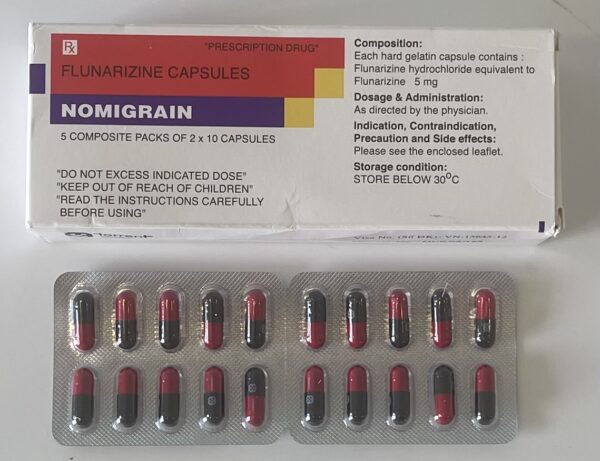 Rx
"PRESCRIPTION DRUG"
FLUNARIZINE CAPSULES
NOMIGRAIN
5 COMPOSITE PACKS OF 2 x 10 CAPSULES
"DO NOT EXCESS INDICATED DOSE"
"KEEP OUT OF REACH OF CHILDREN"
"READ THE INSTRUCTIONS CAREFULLY
BEFORE USING"
Composition:
Each hard gelatin capsule contains :
Flunarizine hydrochloride equivalent to
Flunarizine 5 mg
Dosage & Administration:
As directed by the physician.
Indication, Contraindication,
Precaution and Side effects:
Please see the enclosed leaflet.
Storage condition:
STORE BELOW 30°C
Torrent